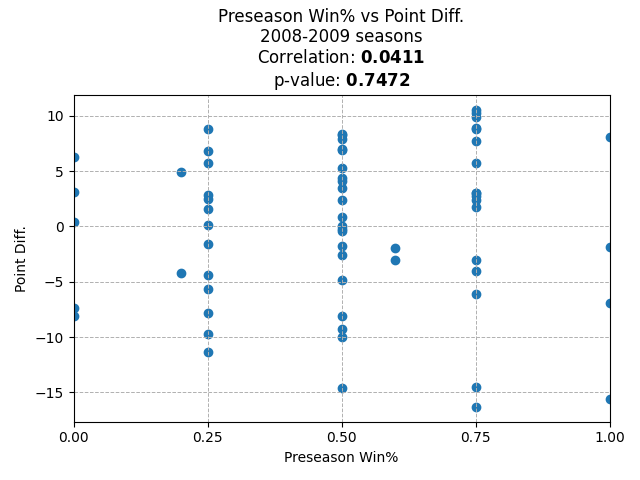 Preseason Win% vs Point Diff.
2008-2009 seasons
Correlation: 0.0411
p-value: 0.7472
10
5
0
−5
−10
−15
Point Diff.
0.00 0.25 0.50 0.75 1.00
Preseason Win%